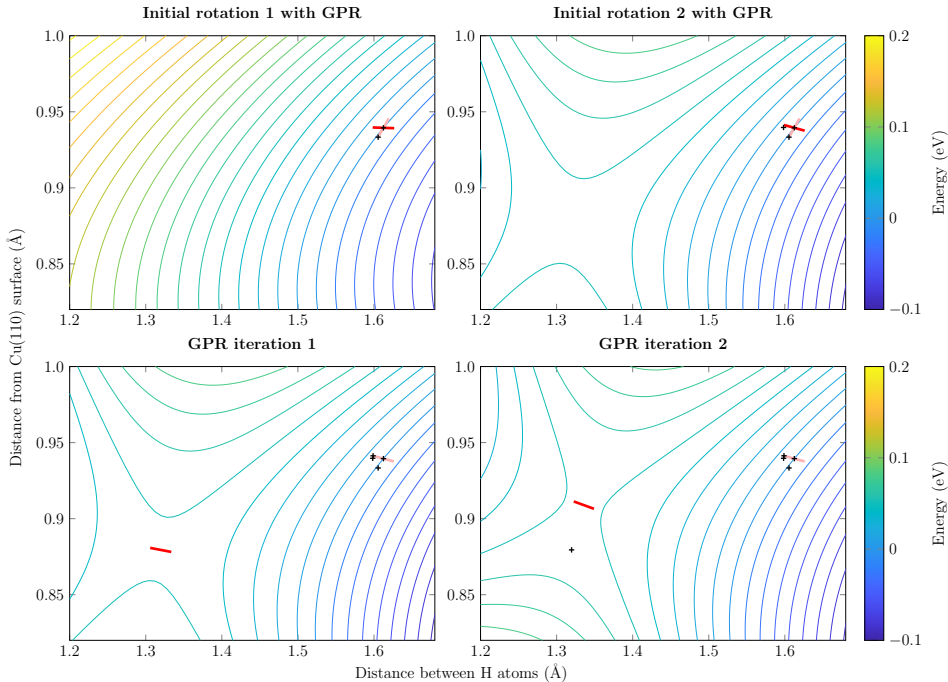 Initial rotation 1 with GPR
Initial rotation 2 with GPR
1.0
0.95
0.9
0.85
1.2 1.3 1.4 1.5 1.6
1.0
0.95
0.9
0.85
1.2 1.3 1.4 1.5 1.6
0.2
0.1
0
−0.1
Energy (eV)
Distance from Cu(110) surface (Å)
GPR iteration 1
GPR iteration 2
1.0
0.95
0.9
0.85
1.2 1.3 1.4 1.5 1.6
1.0
0.95
0.9
0.85
1.2 1.3 1.4 1.5 1.6
0.2
0.1
0
−0.1
Energy (eV)
Distance between H atoms (Å)